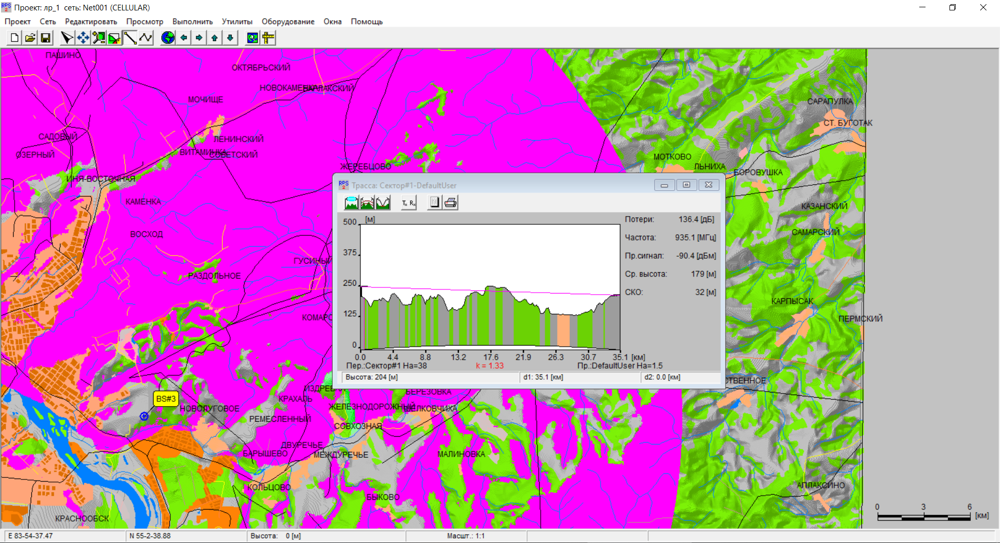 RPS 2 Проект: лр_1 сеть: Net001 (CELLULAR)
Проект Сеть Редактировать Просмотр Выполнить Утилиты Оборудование Окна Помощь
ПАШИНО
ОКТЯБРЬСКИЙ
МОЧИЩЕ
САРАПУЛКА
СТ. БУГОТАК
САДОВЫЙ
ЛЕНИНСКИЙ
ОЗЕРНЫЙ
ВИТАМИНКА
СОВЕТСКИЙ
МОТКОВО
ЖЕРЕБЦОВО
ЛЬНИХА
БОРОВУШКА
ИНЯ-ВОСТОЧНАЯ
КАМЕНКА
КАЗАНСКИЙ
ВОСХОД
САМАРСКИЙ
ГУСИНЫЙ
РАЗДОЛЬНОЕ
КАРПЫСАК
КОМАРО
ПЕРМСКИЙ
RPS 2 Трасса: Сектор#1-DefaultUser
Tx Rx
[м]
500
375
250
125
0
0.0 4.4 8.8 13.2 17.6 21.9 26.3 30.7 35.1 [км]
Пер.:Сектор#1 Ha=38 k = 1.33 Пр.:DefaultUser Ha=1.5
Потери: 136.4 [дБ]
Частота: 935.1 [МГц]
Пр.сигнал: -90.4 [дБм]
Ср. высота: 179 [м]
СКО: 32 [м]
Высота: 204 [м] d1: 35.1 [км] d2: 0.0 [км]
СТВЕННОЕ
БЕРЕЗОВКА
BS#3
КРАХАЛЬ
НОВОЛУГОВОЕ
ЖЕЛЕЗНОДОРОЖНЫЙ
РЕМЕСЛЕННЫЙ
СОВХОЗНАЯ
ДВУРЕЧЬЕ
БАРЫШЕВО
МЕЖДУРЕЧЬЕ
МАЛИНОВКА
КОЛЬЦОВО
АПЛАКСИНО
БЫКОВО
КРАСНООБСК
0 3 6
[км]
E 83-54-37.47 N 55-2-38.88 Высота: 0 [м] Масшт.: 1:1